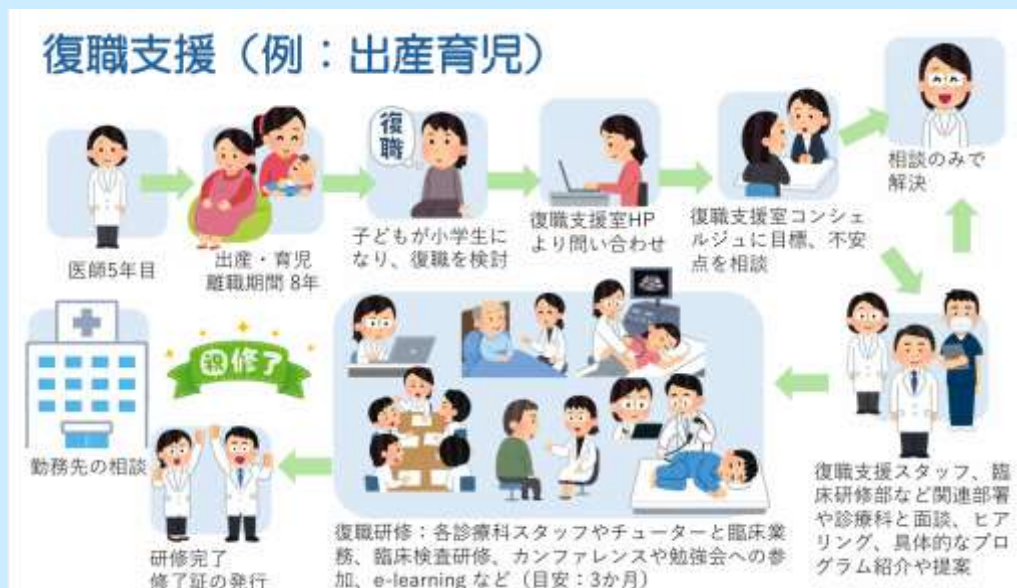 復職支援（例：出産育児）
医師5年目
出産・育児
離職期間 8年
復職
子どもが小学生に
なり、復職を検討
復職支援室HP
より問い合わせ
復職支援室コンシェ
ルジュに目標、不安
点を相談
相談のみで
解決
復職支援スタッフ、臨
床研修部など関連部署
や診療科と面談、ヒア
リング、具体的なプロ
グラム紹介や提案
復職研修：各診療科スタッフやチューターと臨床業
務、臨床検査研修、カンファレンスや勉強会への参
加、e-learning など（目安：3か月）
祝修了
研修完了
修了証の発行
勤務先の相談